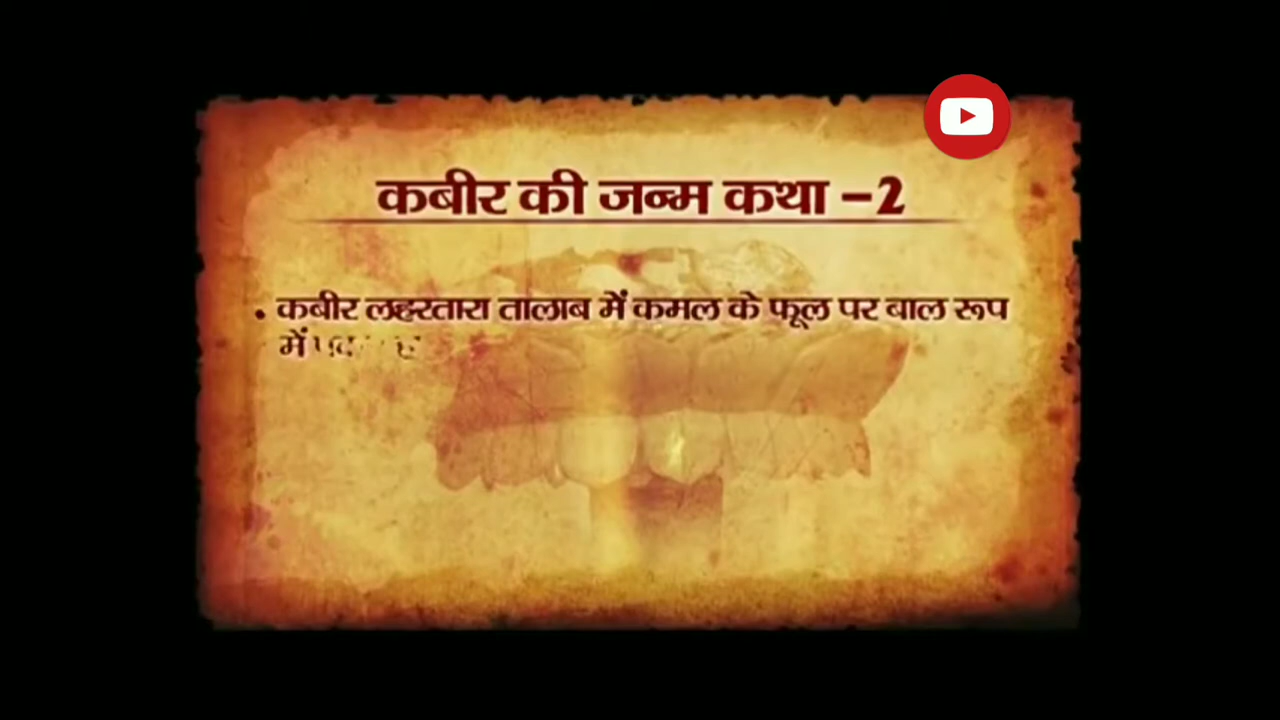 कबीर की जन्म कथा –2
• कबीर लहरतारा तालाब में कमल के फूल पर बाल रूप
में